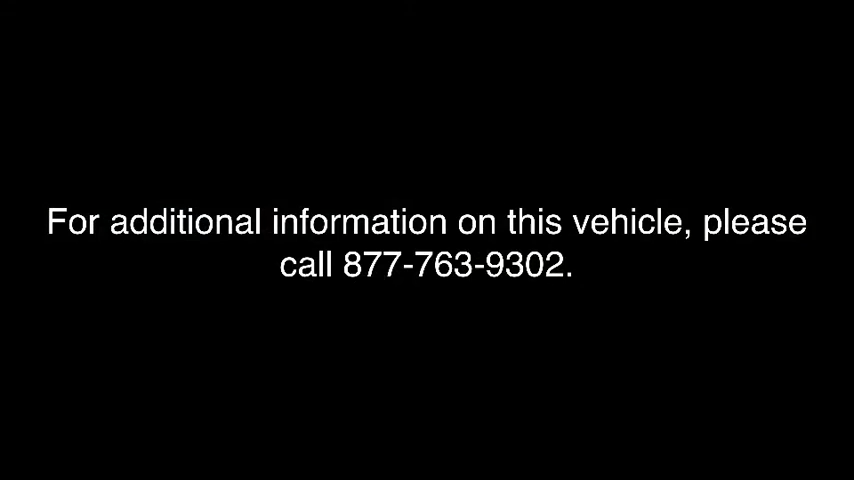 For additional information on this vehicle, please
call 877-763-9302.